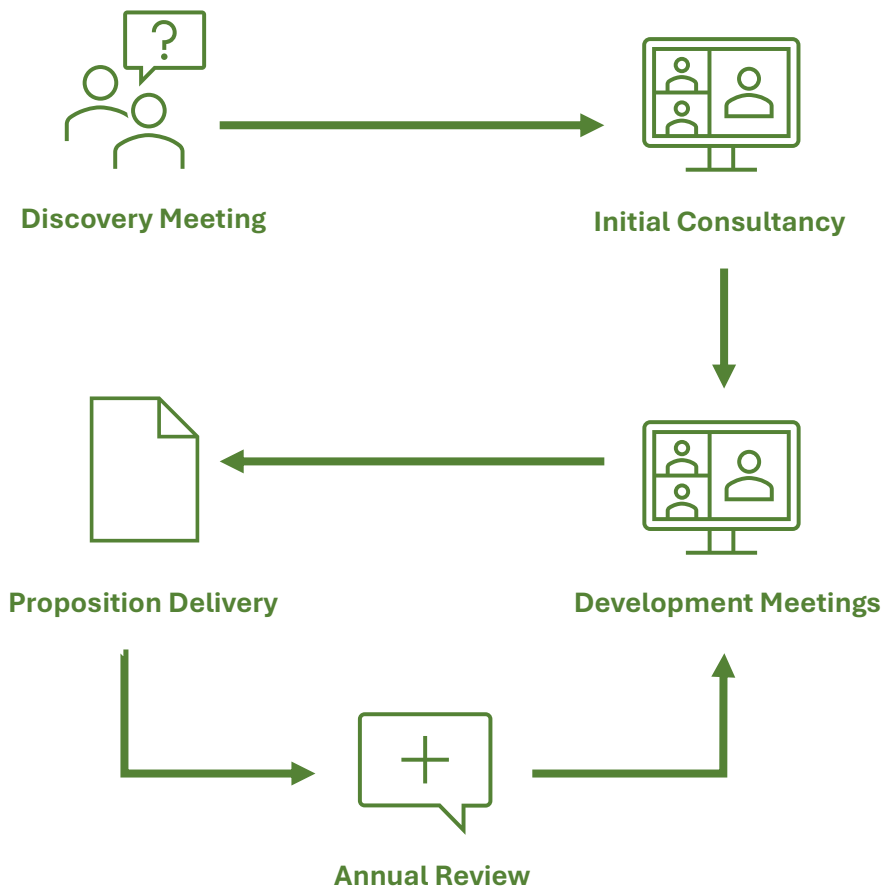 ?
Discovery Meeting
Initial Consultancy
Proposition Delivery
Development Meetings
Annual Review